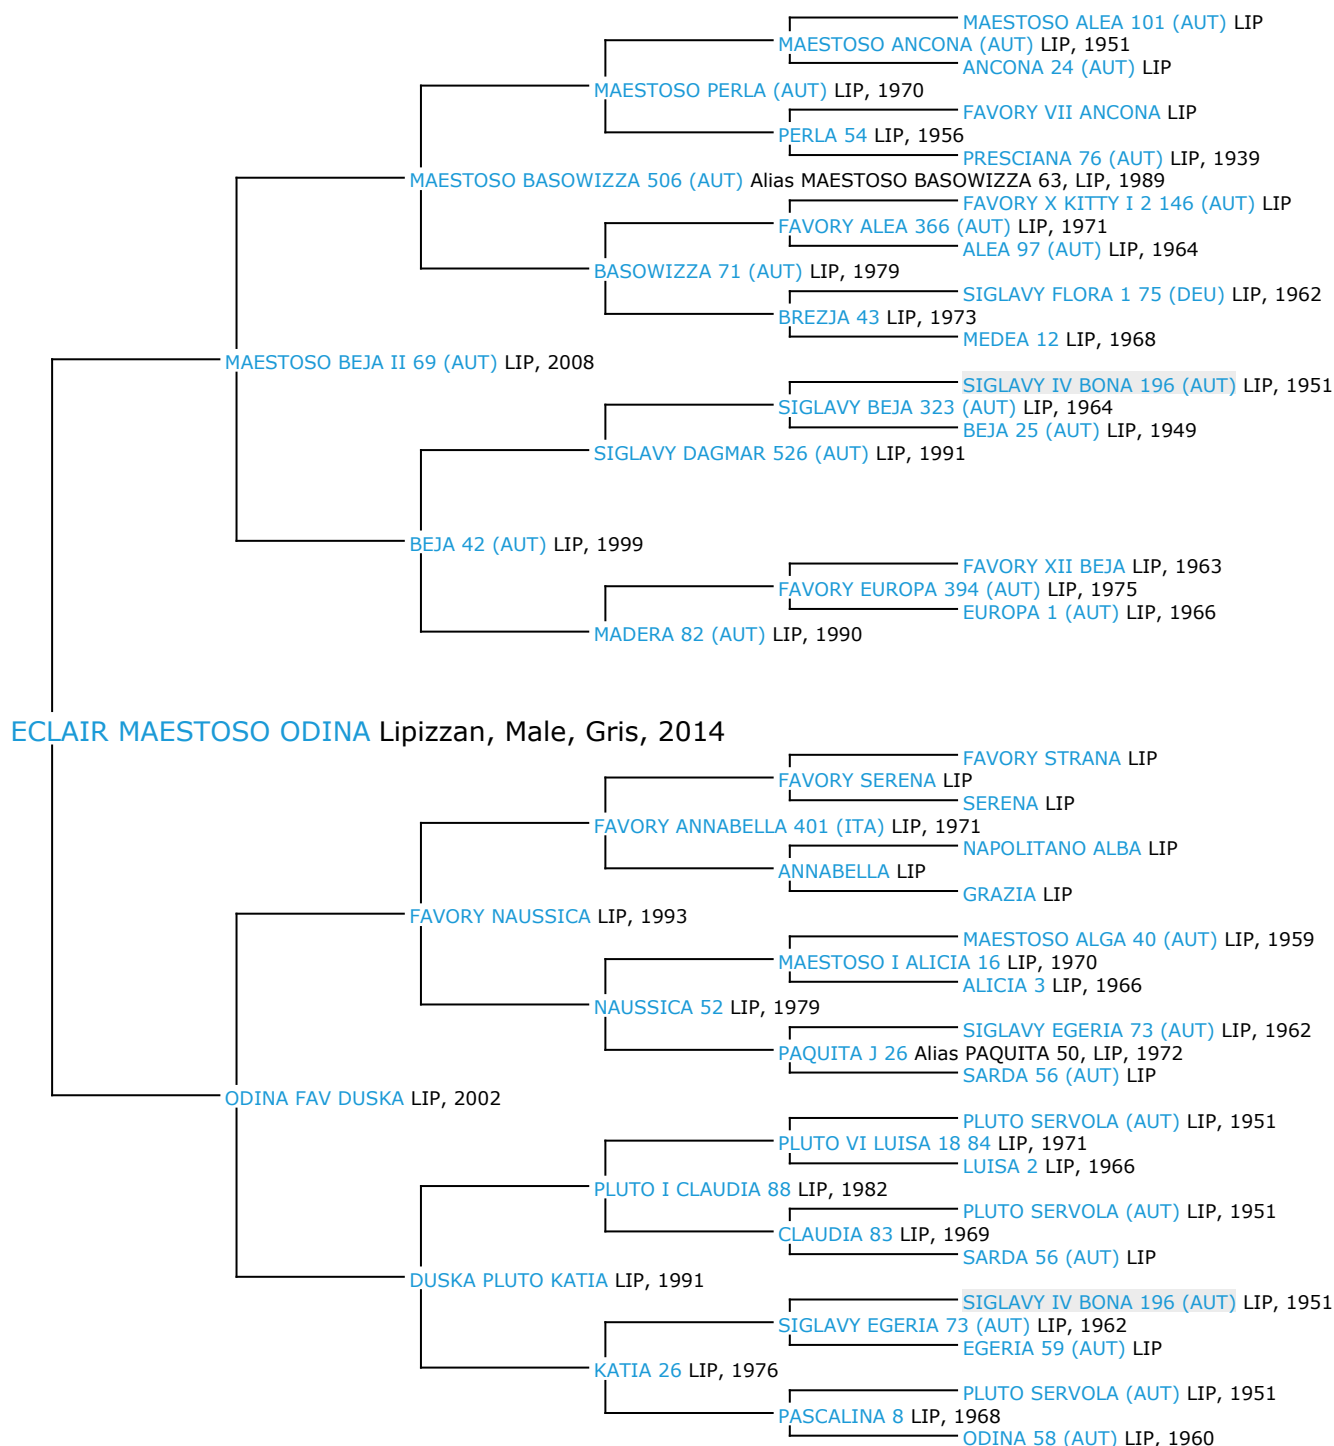 MAESTOSO ALEA 101 (AUT) LIP
MAESTOSO ANCONA (AUT) LIP, 1951
ANCONA 24 (AUT) LIP
MAESTOSO PERLA (AUT) LIP, 1970
FAVORY VII ANCONA LIP
PERLA 54 LIP, 1956
PRESCIANA 76 (AUT) LIP, 1939
MAESTOSO BASOWIZZA 506 (AUT) Alias MAESTOSO BASOWIZZA 63, LIP, 1989
FAVORY X KITTY I 2 146 (AUT) LIP
FAVORY ALEA 366 (AUT) LIP, 1971
ALEA 97 (AUT) LIP, 1964
BASOWIZZA 71 (AUT) LIP, 1979
SIGLAVY FLORA 1 75 (DEU) LIP, 1962
BREZJA 43 LIP, 1973
MEDEA 12 LIP, 1968
MAESTOSO BEJA II 69 (AUT) LIP, 2008
SIGLAVY IV BONA 196 (AUT) LIP, 1951
SIGLAVY BEJA 323 (AUT) LIP, 1964
BEJA 25 (AUT) LIP, 1949
SIGLAVY DAGMAR 526 (AUT) LIP, 1991
BEJA 42 (AUT) LIP, 1999
FAVORY XII BEJA LIP, 1963
FAVORY EUROPA 394 (AUT) LIP, 1975
EUROPA 1 (AUT) LIP, 1966
MADERA 82 (AUT) LIP, 1990
ECLAIR MAESTOSO ODINA Lipizzan, Male, Gris, 2014
FAVORY STRANA LIP
FAVORY SERENA LIP
SERENA LIP
FAVORY ANNABELLA 401 (ITA) LIP, 1971
NAPOLITANO ALBA LIP
ANNABELLA LIP
GRAZIA LIP
FAVORY NAUSSICA LIP, 1993
MAESTOSO ALGA 40 (AUT) LIP, 1959
MAESTOSO I ALICIA 16 LIP, 1970
ALICIA 3 LIP, 1966
NAUSSICA 52 LIP, 1979
SIGLAVY EGERIA 73 (AUT) LIP, 1962
PAQUITA J 26 Alias PAQUITA 50, LIP, 1972
SARDA 56 (AUT) LIP
ODINA FAV DUSKA LIP, 2002
PLUTO SERVOLA (AUT) LIP, 1951
PLUTO VI LUISA 18 84 LIP, 1971
LUISA 2 LIP, 1966
PLUTO I CLAUDIA 88 LIP, 1982
PLUTO SERVOLA (AUT) LIP, 1951
CLAUDIA 83 LIP, 1969
SARDA 56 (AUT) LIP
DUSKA PLUTO KATIA LIP, 1991
SIGLAVY IV BONA 196 (AUT) LIP, 1951
SIGLAVY EGERIA 73 (AUT) LIP, 1962
EGERIA 59 (AUT) LIP
KATIA 26 LIP, 1976
PLUTO SERVOLA (AUT) LIP, 1951
PASCALINA 8 LIP, 1968
ODINA 58 (AUT) LIP, 1960